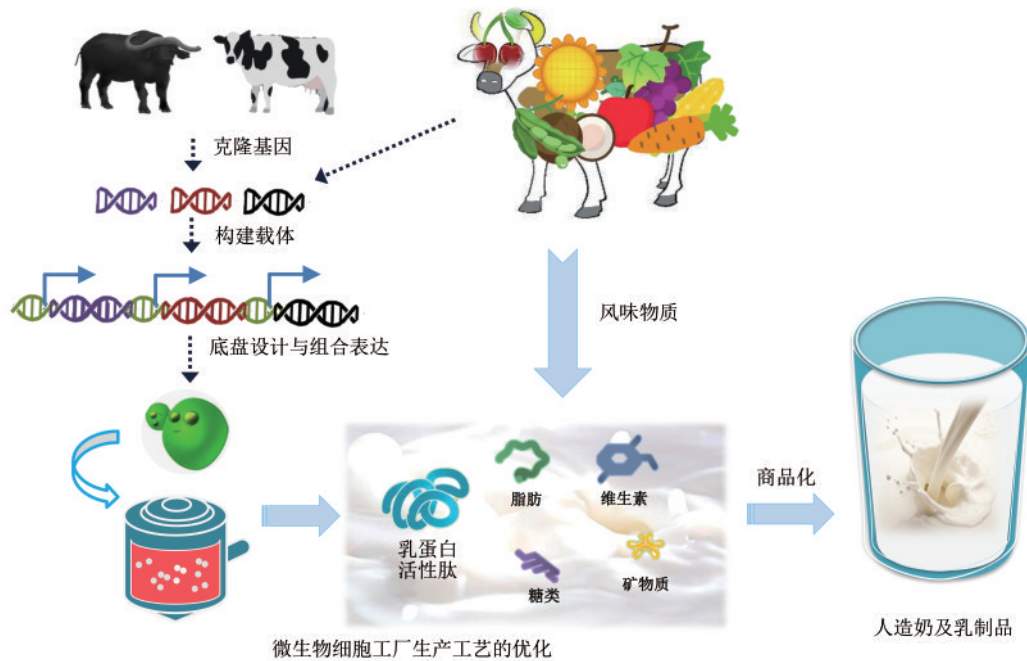 克隆基因
构建载体
底盘设计与组合表达
风味物质
脂肪
维生素
乳蛋白
活性肽
糖类
矿物质
商品化
微生物细胞工厂生产工艺的优化
人造奶及乳制品